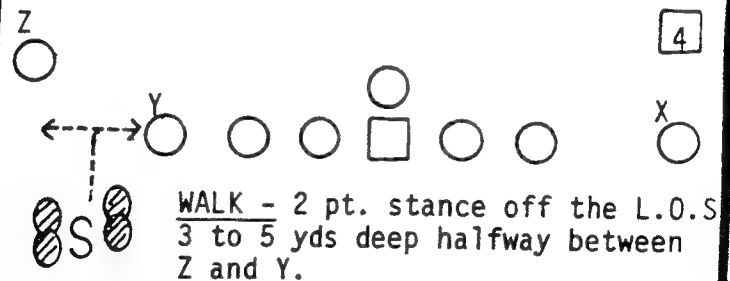 Z
4
Y
X
S
WALK - 2 pt. stance off the L.O.S
3 to 5 yds deep halfway between
Z and Y.